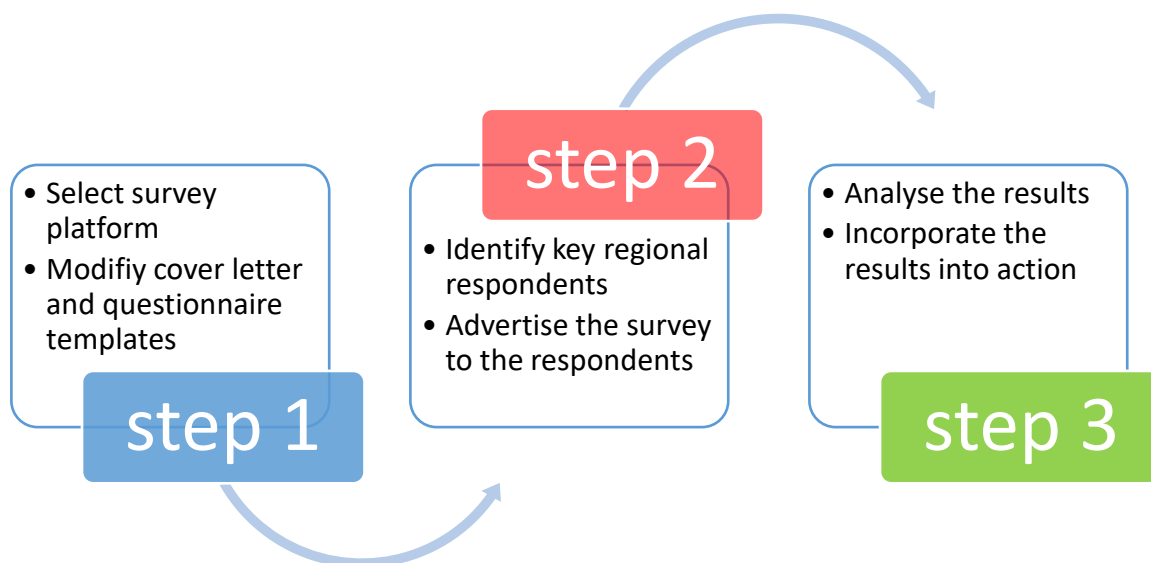 • Select survey
platform
• Modifiy cover letter
and questionnaire
templates
step 1
step 2
• Identify key regional
respondents
• Advertise the survey
to the respondents
• Analyse the results
• Incorporate the
results into action
step 3